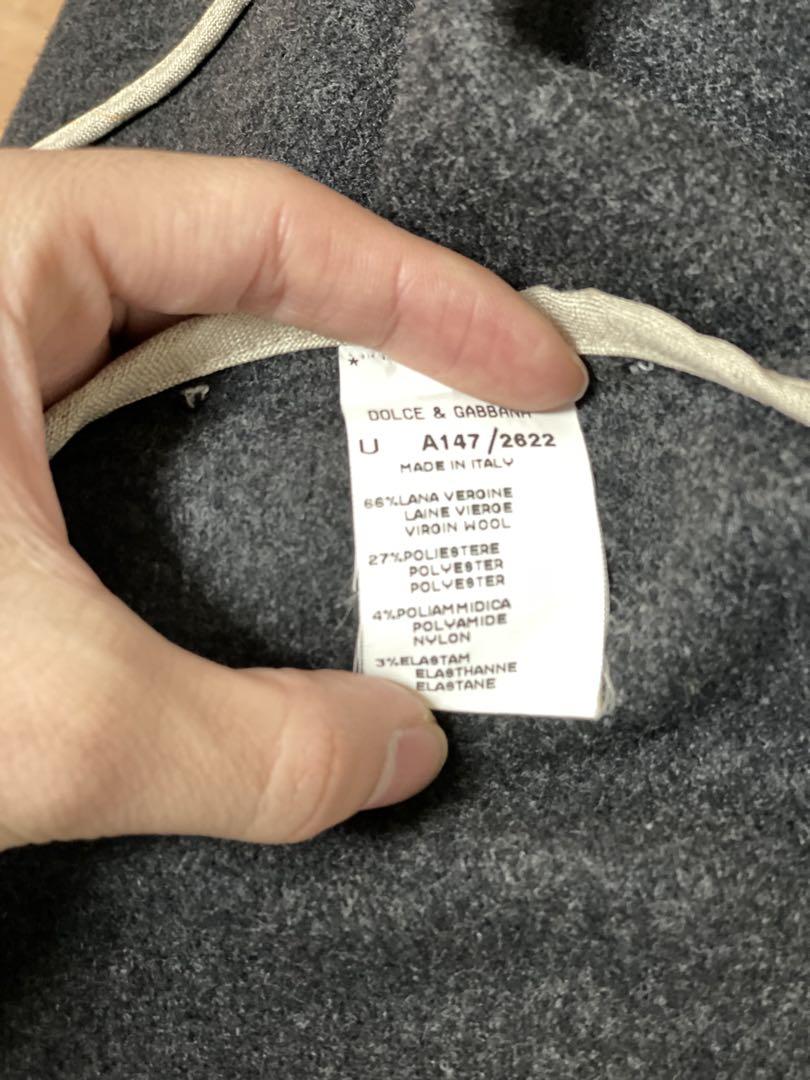 DOLCE & GABBANA
U A147/2622
MADE IN ITALY
66%LANA VERGINE
LAINE VIERGE
VIRGIN WOOL
27%POLIESTERE
POLYESTER
POLYESTER
4%POLIAMMIDICA
POLYAMIDE
NYLON
3%ELASTAM
ELASTHANNE
ELASTANE